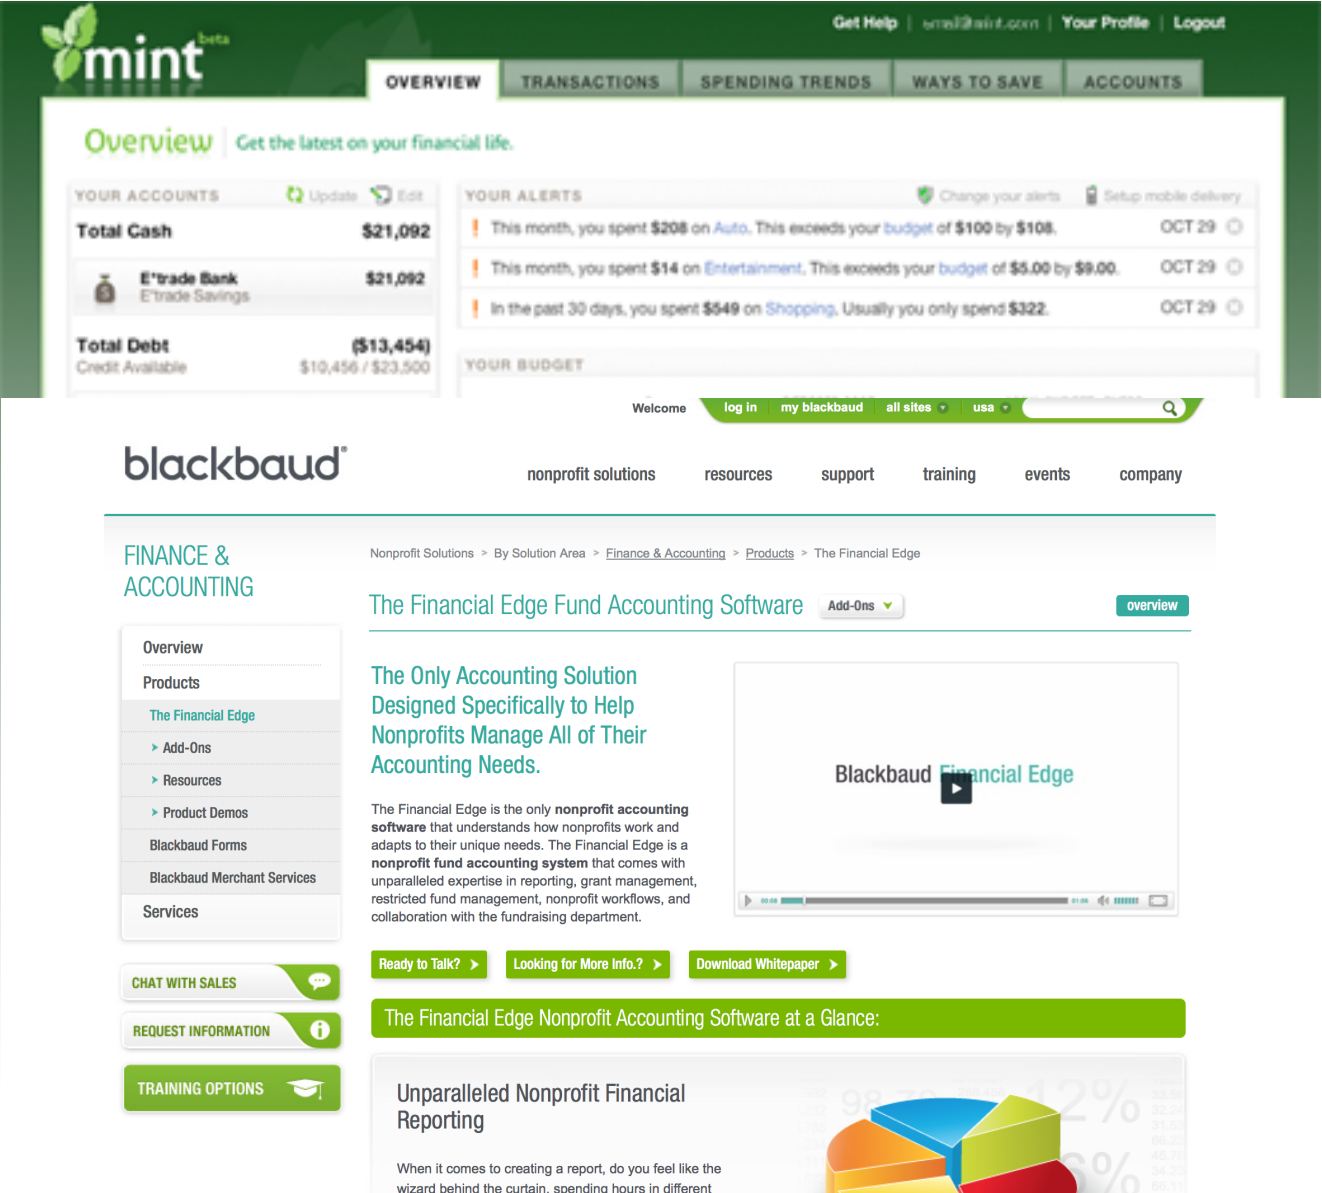 Get Help | email@mint.com | Your Profile | Logout
mint beta
OVERVIEW TRANSACTIONS SPENDING TRENDS WAYS TO SAVE ACCOUNTS
Overview Get the latest on your financial life.
YOUR ACCOUNTS Update Edit
Total Cash $21,092
E*trade Bank $21,092
E*trade Savings
Total Debt ($13,454)
Credit Available $10,456 / $23,500
YOUR ALERTS Change your alerts Setup mobile delivery
This month, you spent $208 on Auto. This exceeds your budget of $100 by $108. OCT 29
This month, you spent $14 on Entertainment. This exceeds your budget of $5.00 by $9.00. OCT 29
In the past 30 days, you spent $549 on Shopping. Usually you only spend $322. OCT 29
YOUR BUDGET
Welcome log in my blackbaud all sites usa
blackbaud®
nonprofit solutions resources support training events company
FINANCE &
ACCOUNTING
Overview
Products
The Financial Edge
Add-Ons
Resources
Product Demos
Blackbaud Forms
Blackbaud Merchant Services
Services
CHAT WITH SALES
REQUEST INFORMATION
TRAINING OPTIONS
Nonprofit Solutions > By Solution Area > Finance & Accounting > Products > The Financial Edge
The Financial Edge Fund Accounting Software Add-Ons overview
The Only Accounting Solution
Designed Specifically to Help
Nonprofits Manage All of Their
Accounting Needs.
The Financial Edge is the only nonprofit accounting
software that understands how nonprofits work and
adapts to their unique needs. The Financial Edge is a
nonprofit fund accounting system that comes with
unparalleled expertise in reporting, grant management,
restricted fund management, nonprofit workflows, and
collaboration with the fundraising department.
Blackbaud Financial Edge
Ready to Talk? Looking for More Info.? Download Whitepaper
The Financial Edge Nonprofit Accounting Software at a Glance:
Unparalleled Nonprofit Financial
Reporting
When it comes to creating a report, do you feel like the
wizard behind the curtain, spending hours in different